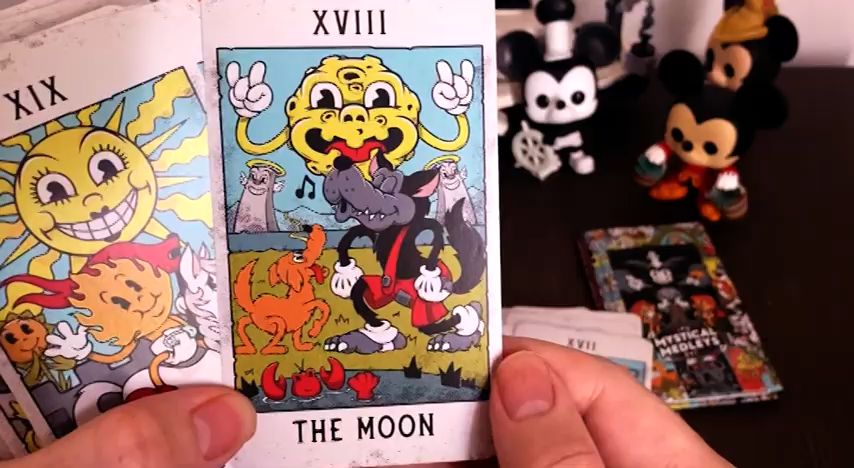 XIX
XVIII
THE MOON
XVII
MYSTICAL
MEDLEYS